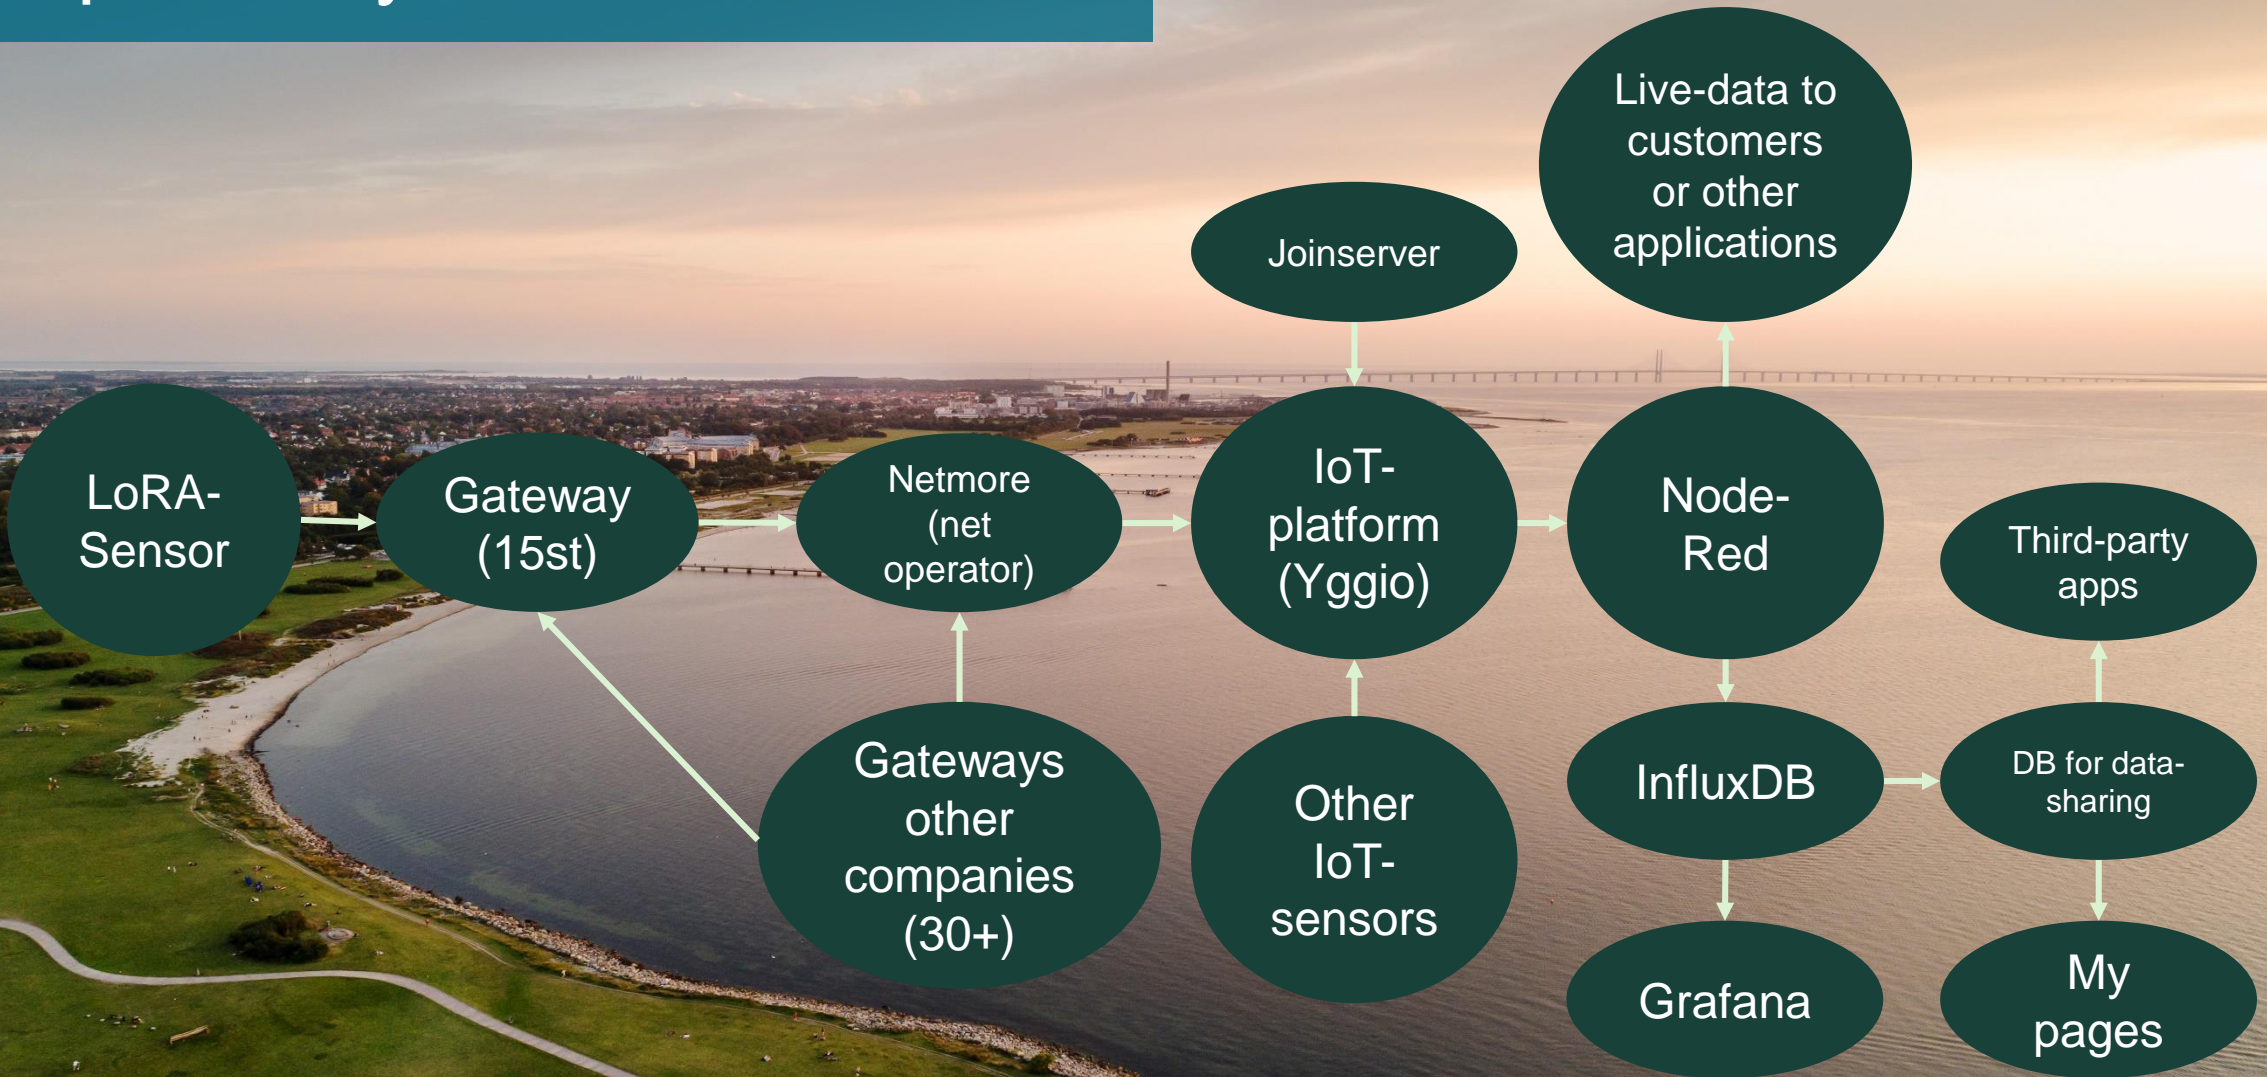 Live-data to
customers
or other
applications
Joinserver
LoRA-
Sensor
Gateway
(15st)
Netmore
(net
operator)
IoT-
platform
(Yggio)
Node-
Red
Third-party
apps
Gateways
other
companies
(30+)
Other
IoT-
sensors
InfluxDB
DB for data-
sharing
Grafana
My
pages